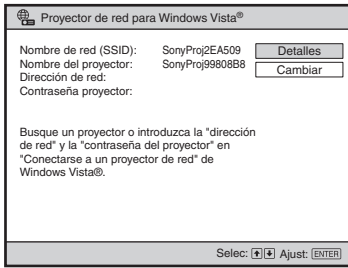 Proyector de red para Windows Vista®
Nombre de red (SSID): SonyProj2EA509
Nombre del proyector: SonyProj99808B8
Dirección de red:
Contraseña proyector:
Detalles
Cambiar
Busque un proyector o introduzca la "dirección
de red" y la "contraseña del proyector" en
"Conectarse a un proyector de red" de
Windows Vista®.
Selec: Ajust: ENTER